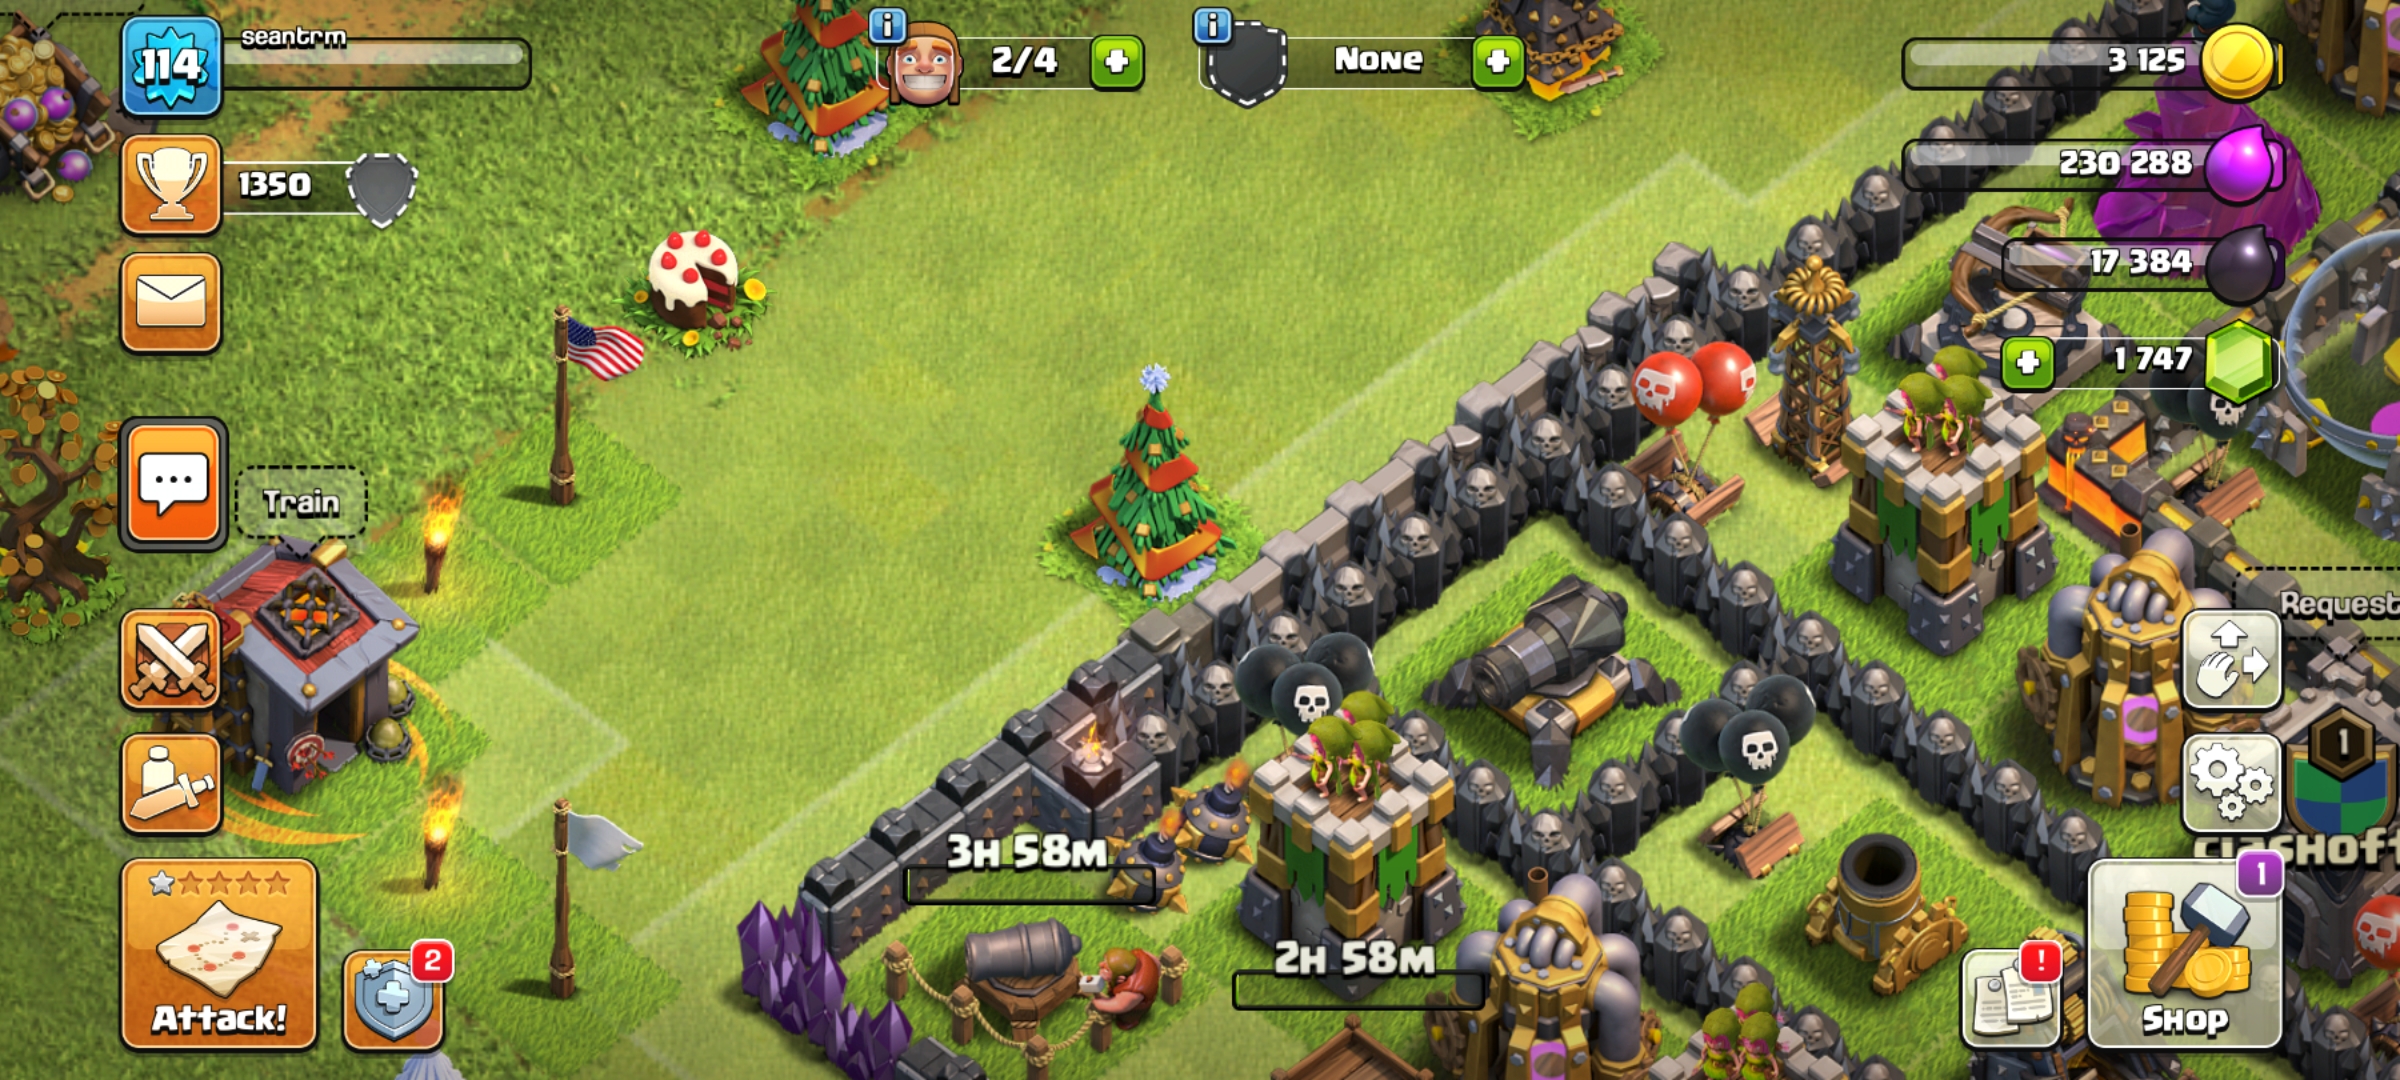 seantrm
114
2/4
None
3 125
1350
230 288
17 384
1 747
Train
Request
1
3H 58M
2H 58M
1
2
!
Attack!
Shop